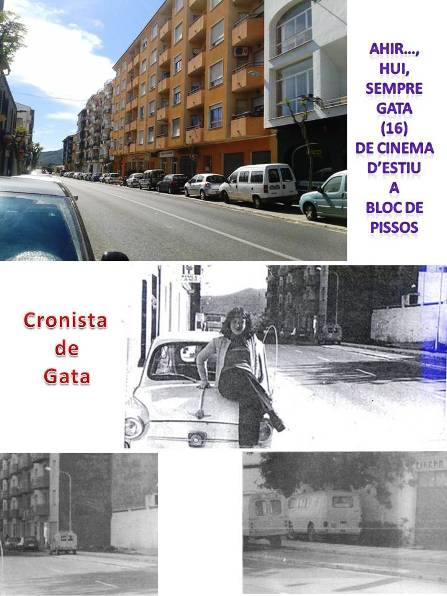 AHIR...,
HUI,
SEMPRE
GATA
(16)
DE CINEMA
D'ESTIU
A
BLOC DE
PISSOS
Cronista
de
Gata